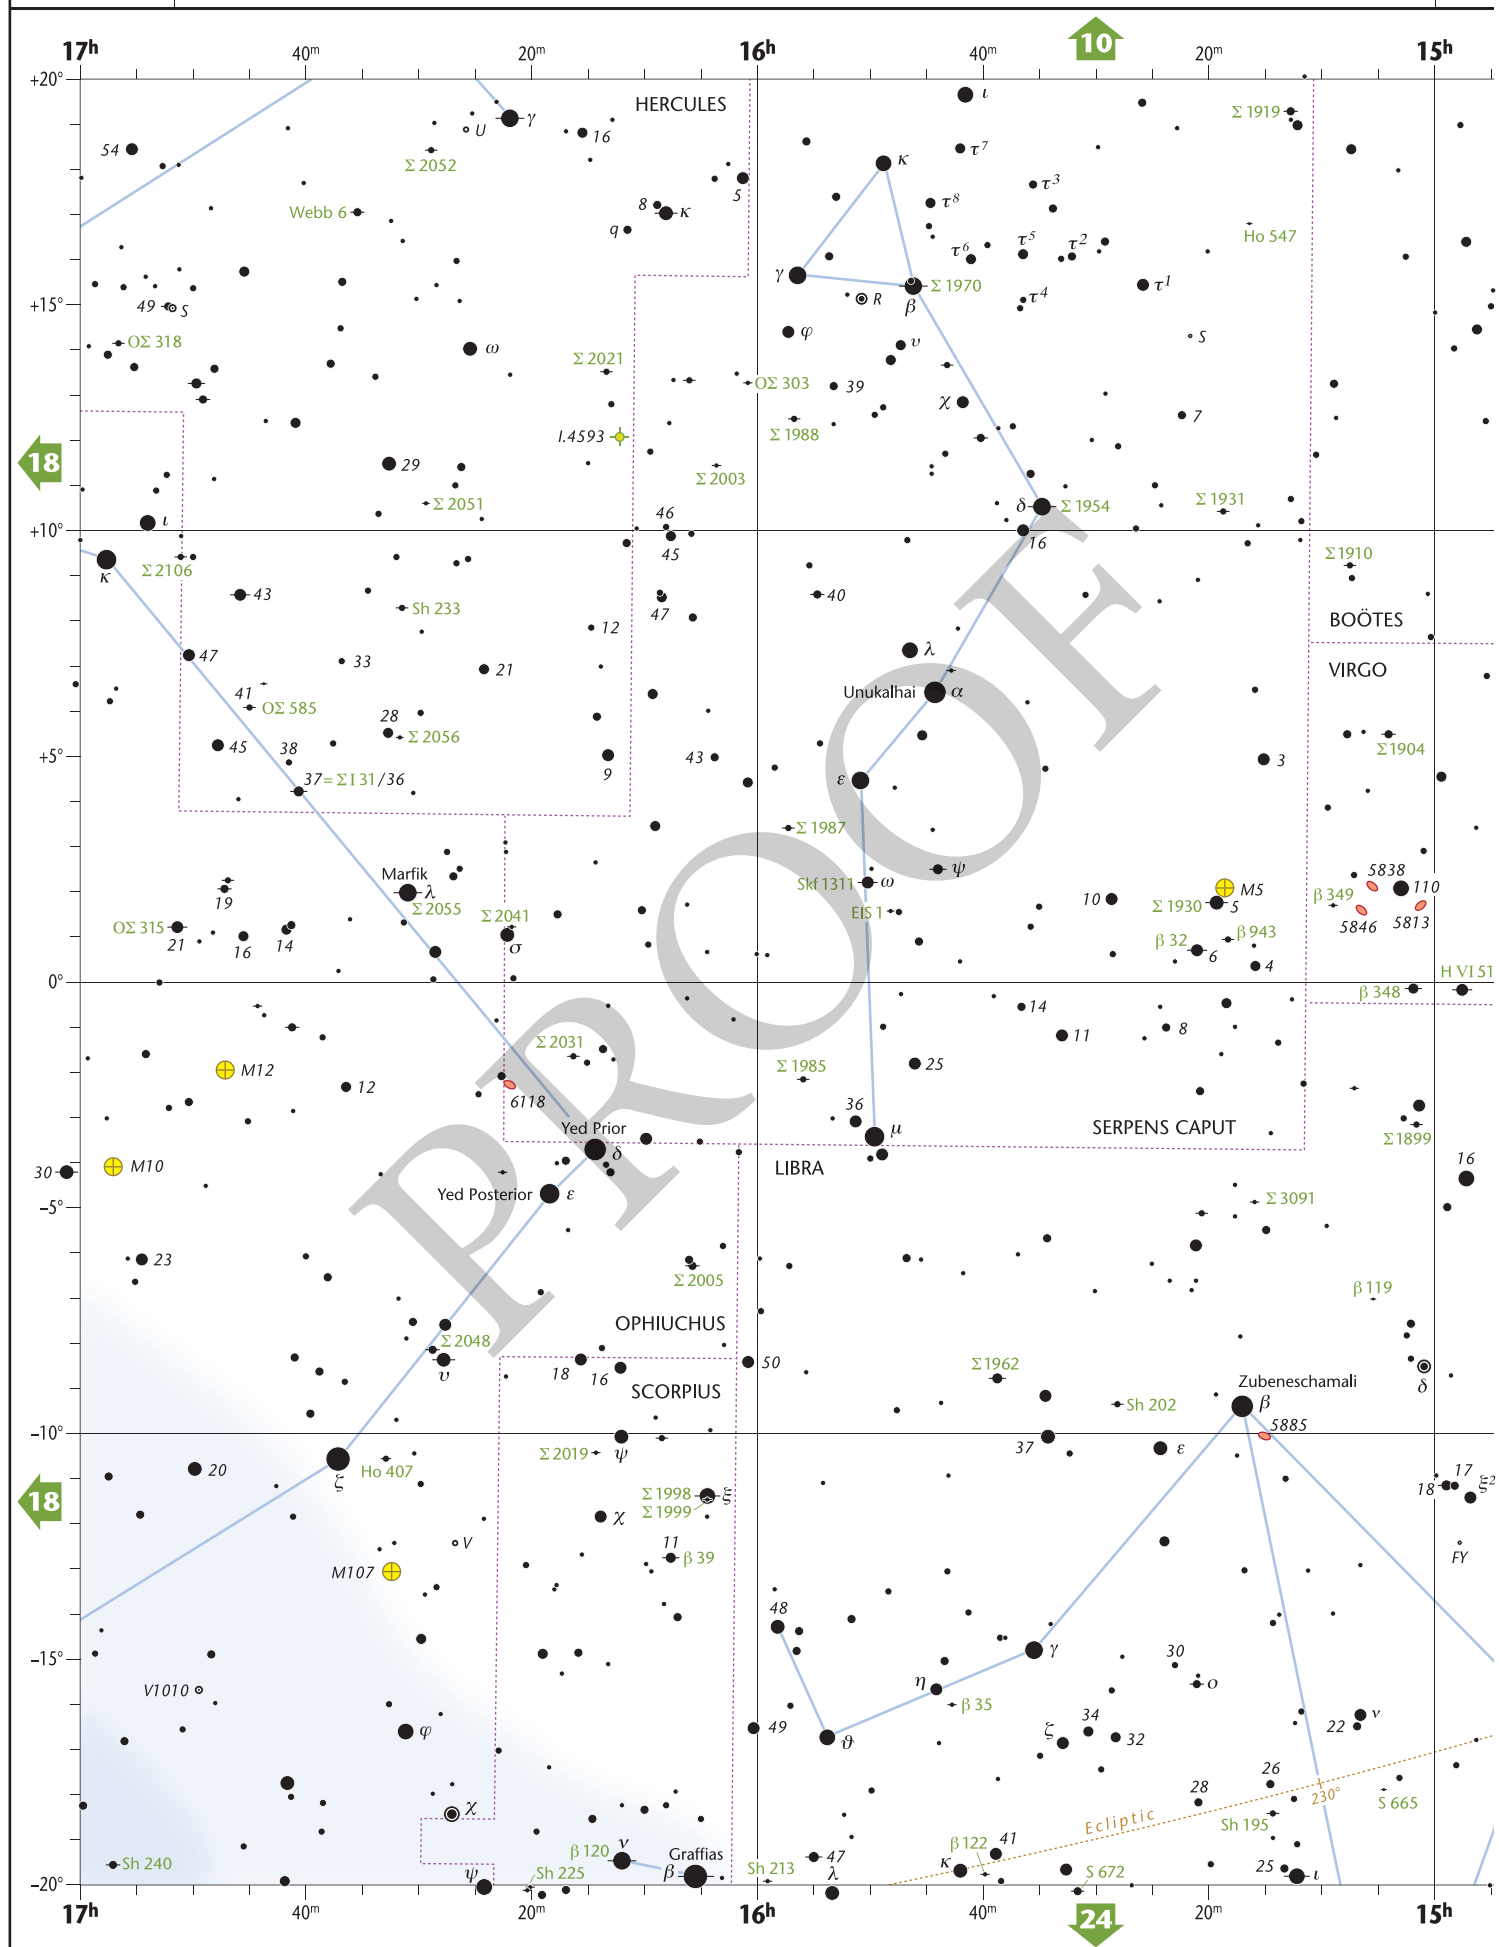 10
17h 40m 20m 16h 40m 20m 15h
+20°
HERCULES
ι
Σ 1919
γ
U
16
54
Σ 2052
τ7
κ
5
τ3
8 κ
τ8
Webb 6
q
Ho 547
τ6 τ5 τ2
γ
Σ 1970
τ1
+15°
49 S
R
β
τ4
φ
υ
S
OΣ 318
ω
Σ 2021
OΣ 303
39
χ
7
Σ 1988
I.4593
18
29
Σ 2003
Σ 2051
δ Σ 1954
Σ 1931
ι
46
+10°
45
16
κ
Σ 2106
Σ 1910
43
Sh 233
47
40
12
BOÖTES
47
33
21
λ
VIRGO
41
OΣ 585
Unukalhai α
28
Σ 2056
45
38
9
43
3
Σ 1904
+5°
37 = Σ I 31/36
ε
Σ 1987
Marfik
λ
Σ 2055
ψ
Skf 1311 ω
19
10
M5
5838
110
β 349
Σ 1930 5
5846
5813
OΣ 315
21
16
14
Σ 2041
σ
EIS 1
β 32
6
β 943
4
0°
H VI 51
β 348
14
11
8
Σ 2031
Σ 1985
25
M12
12
6118
36
μ
SERPENS CAPUT
Σ 1899
Yed Prior
δ
LIBRA
30
M10
Yed Posterior ε
16
–5°
Σ 3091
23
Σ 2005
β 119
OPHIUCHUS
Σ 2048
υ
18
16
50
Σ 1962
δ
SCORPIUS
Zubeneschamali
β
Sh 202
5885
–10°
ψ
Σ 2019
37
ε
20
ζ
Ho 407
17
18
ξ2
18
Σ 1998 ξ
Σ 1999
χ
V
11
β 39
FY
M107
48
γ
–15°
30
ο
η
β 35
V1010
φ
49
ϑ
ζ
34
32
22
ν
26
28
230°
S 665
χ
Ecliptic
Sh 195
ν
β 120
Graffias
β
Sh 240
ψ
Sh 225
Sh 213
47
λ
β 122
41
κ
S 672
25
ι
–20°
17h 40m 20m 16h 40m 20m 15h
24
PROOF